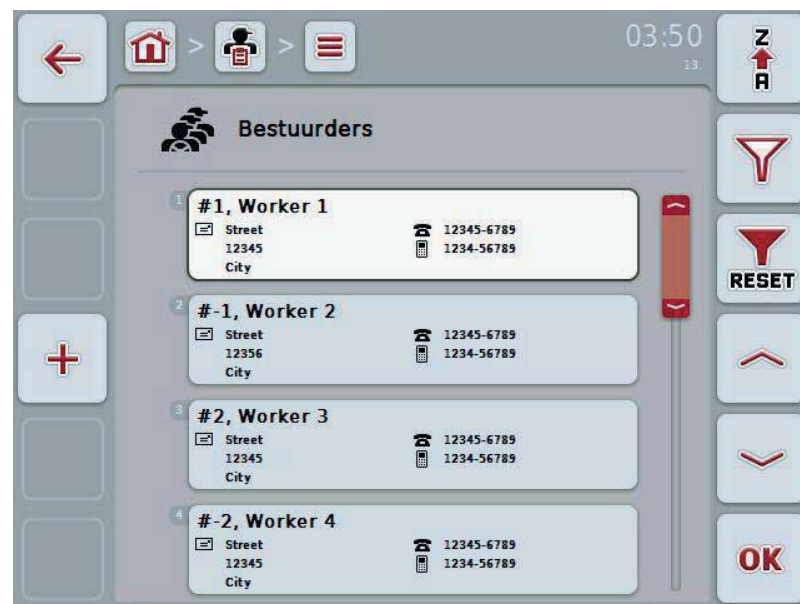 > > 03:50
13.
Z
A
Bestuurders
1
#1, Worker 1
Street 12345-6789
12345 1234-56789
City
RESET
2
#-1, Worker 2
Street 12345-6789
12356 1234-56789
City
3
#2, Worker 3
Street 12345-6789
12345 1234-56789
City
4
#-2, Worker 4
Street 12345-6789
12345 1234-56789
City
OK